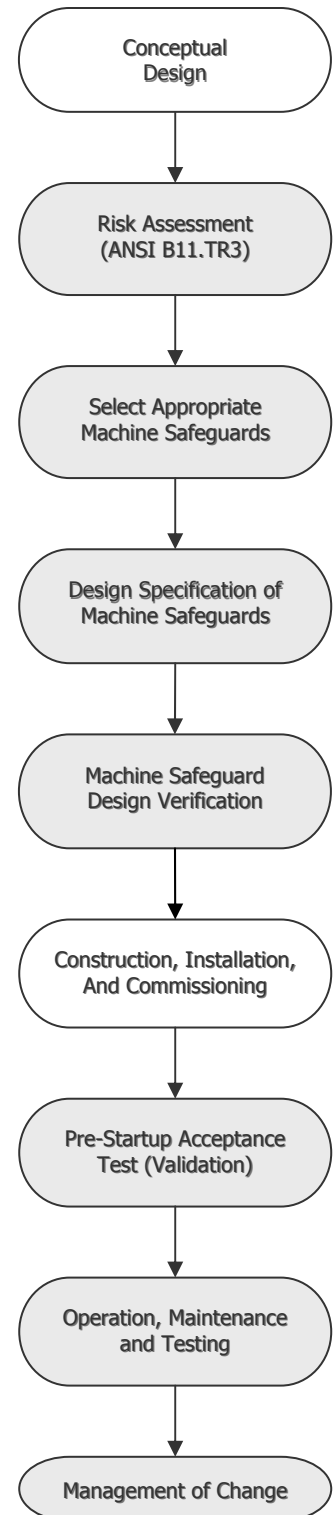 Conceptual
Design
Risk Assessment
(ANSI B11.TR3)
Select Appropriate
Machine Safeguards
Design Specification of
Machine Safeguards
Machine Safeguard
Design Verification
Construction, Installation,
And Commissioning
Pre-Startup Acceptance
Test (Validation)
Operation, Maintenance
and Testing
Management of Change